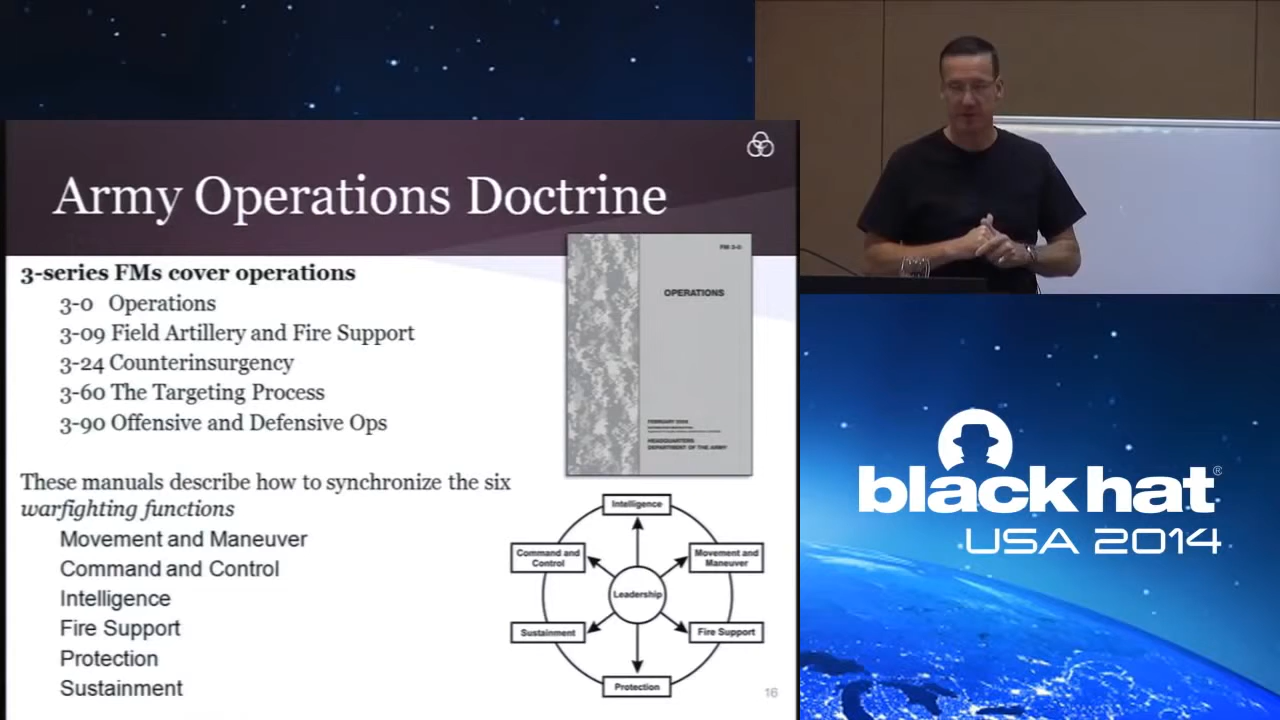 Army Operations Doctrine
3-series FMs cover operations
3-0 Operations
3-09 Field Artillery and Fire Support
3-24 Counterinsurgency
3-60 The Targeting Process
3-90 Offensive and Defensive Ops
These manuals describe how to synchronize the six
warfighting functions
Movement and Maneuver
Command and Control
Intelligence
Fire Support
Protection
Sustainment
FM 3-0
OPERATIONS
HEADQUARTERS
DEPARTMENT OF THE ARMY
Intelligence
Command and
Control
Movement and
Maneuver
Leadership
Sustainment
Fire Support
Protection
16
black hat®
USA 2014